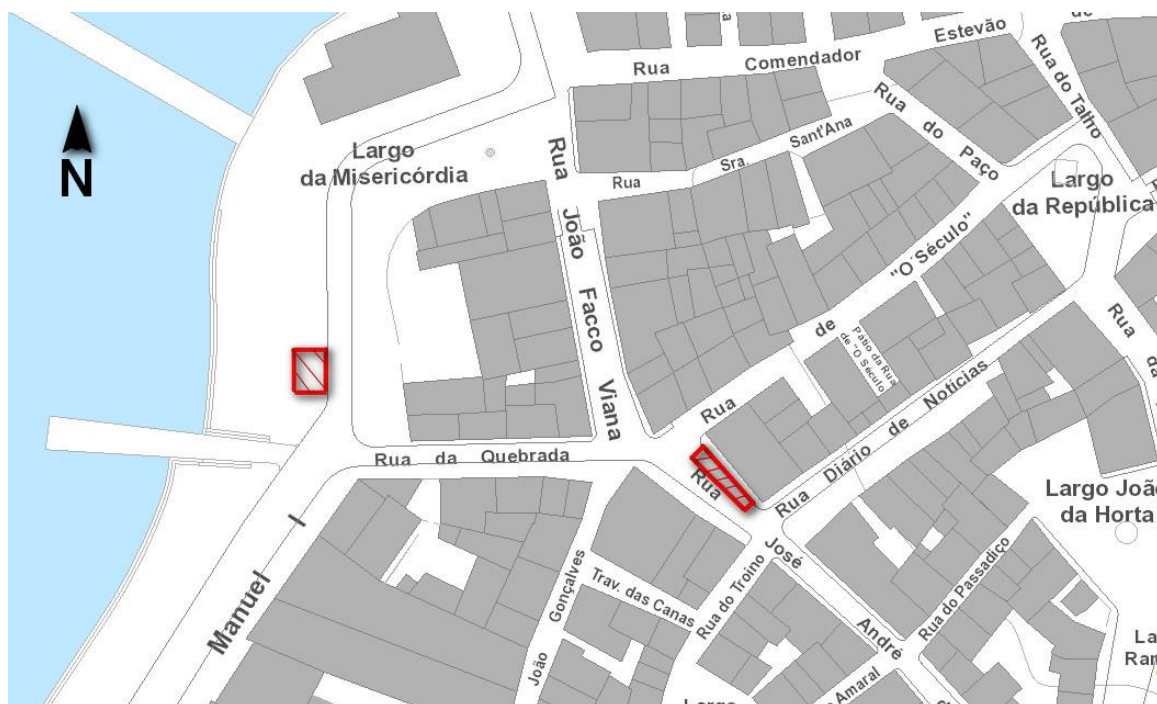 Estevão
Rua Comendador
Rua do Talho
Rua do Paço
N
Largo
da Misericórdia
Rua João Facco Viana
Rua Sra. Sant'Ana
Largo
da República
Rua de "O Século"
Patio da Rua
de "O Século"
Rua Diário de Notícias
Rua da
Rua da Quebrada
Rua José André
Largo João
da Horta
Manuel I
João Gonçalves
Trav. das Canas
Rua do Troino
Rua do Passadiço
Amaral
Largo